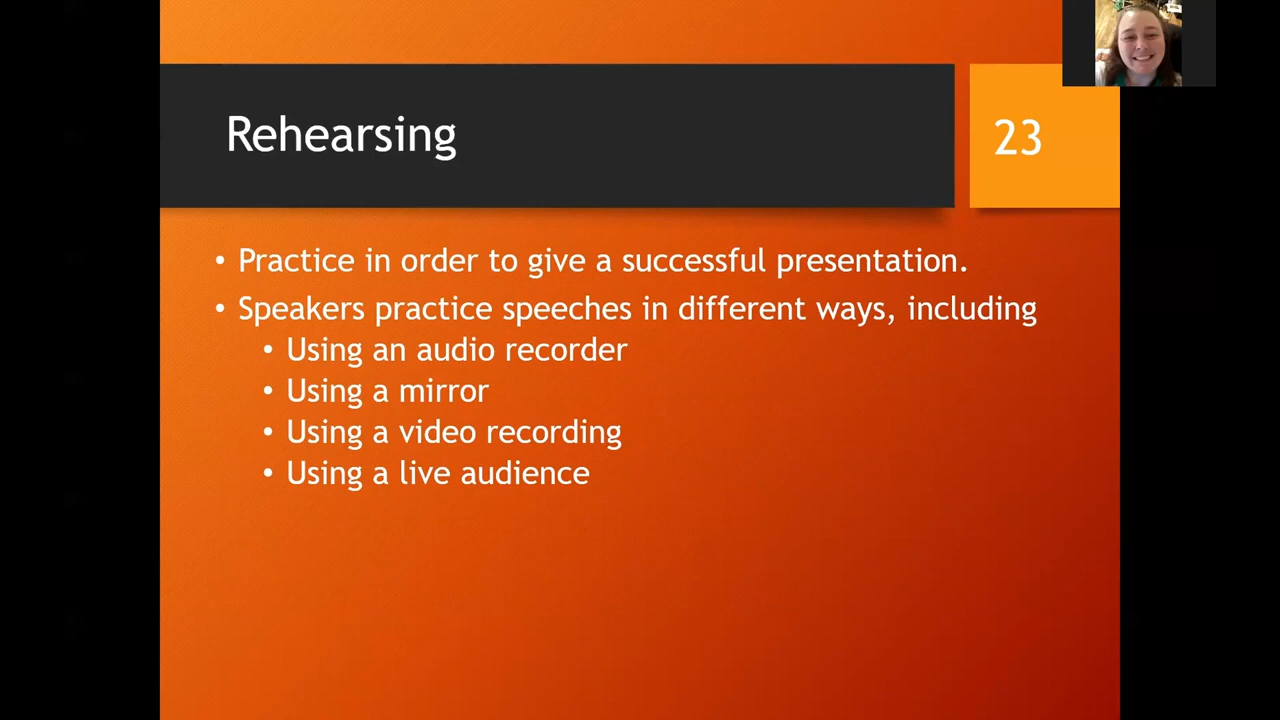 Rehearsing
23
• Practice in order to give a successful presentation.
• Speakers practice speeches in different ways, including
• Using an audio recorder
• Using a mirror
• Using a video recording
• Using a live audience